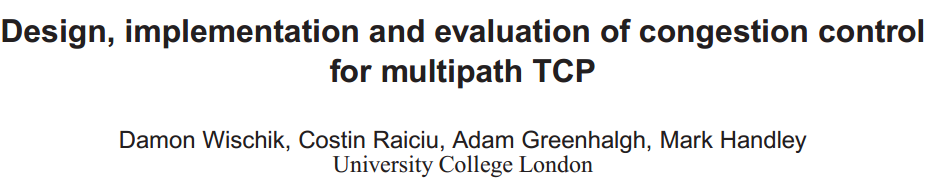 Design, implementation and evaluation of congestion control
for multipath TCP
Damon Wischik, Costin Raiciu, Adam Greenhalgh, Mark Handley
University College London